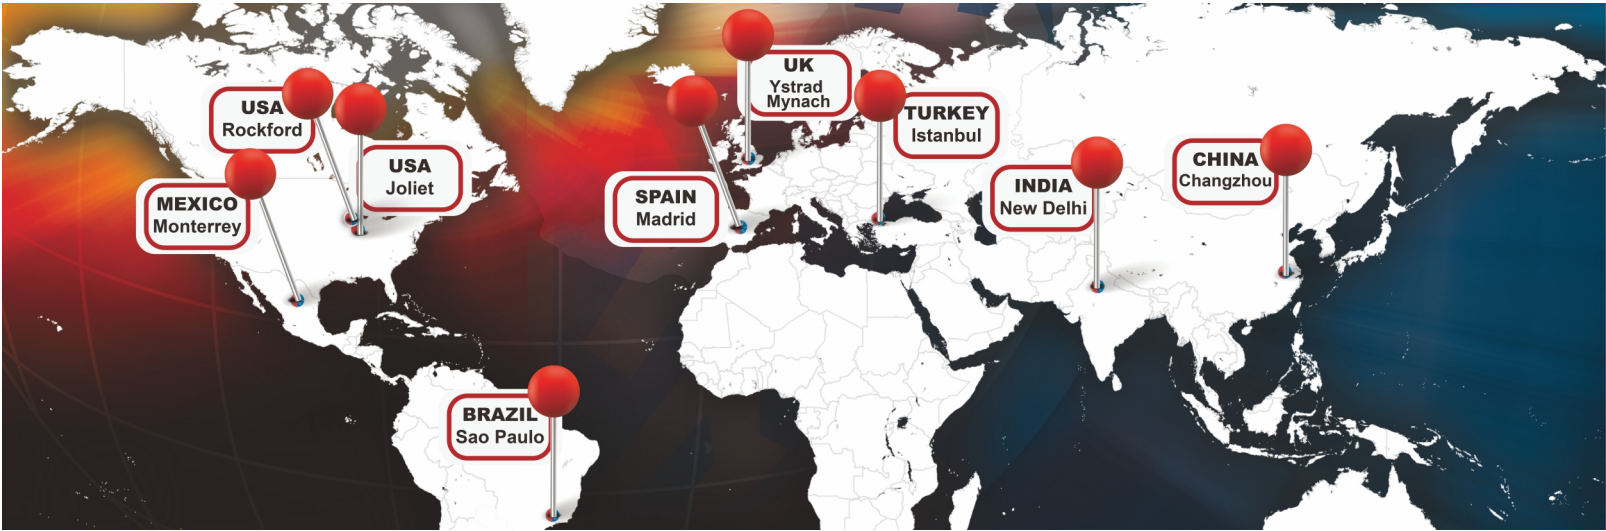 UK
Ystrad
Mynach
USA
Rockford
TURKEY
Istanbul
USA
Joliet
CHINA
Changzhou
MEXICO
Monterrey
SPAIN
Madrid
INDIA
New Delhi
BRAZIL
Sao Paulo